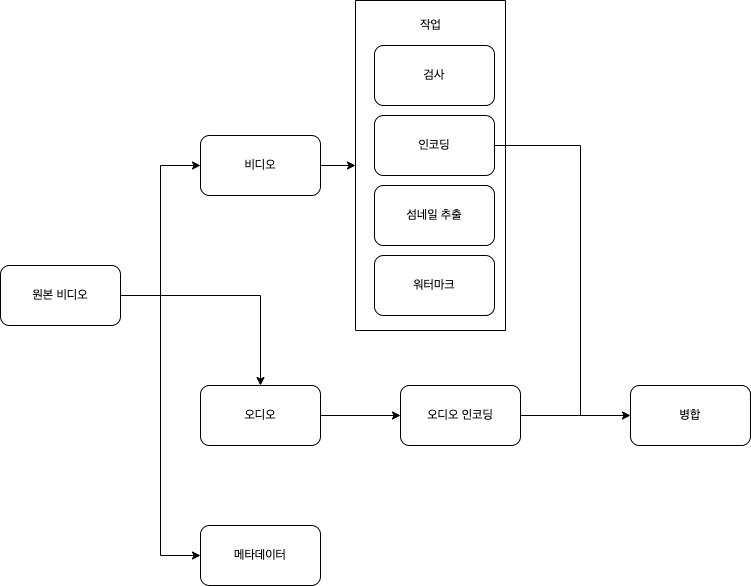 작업
검사
비디오
인코딩
섬네일 추출
워터마크
원본 비디오
오디오
오디오 인코딩
병합
메타데이터